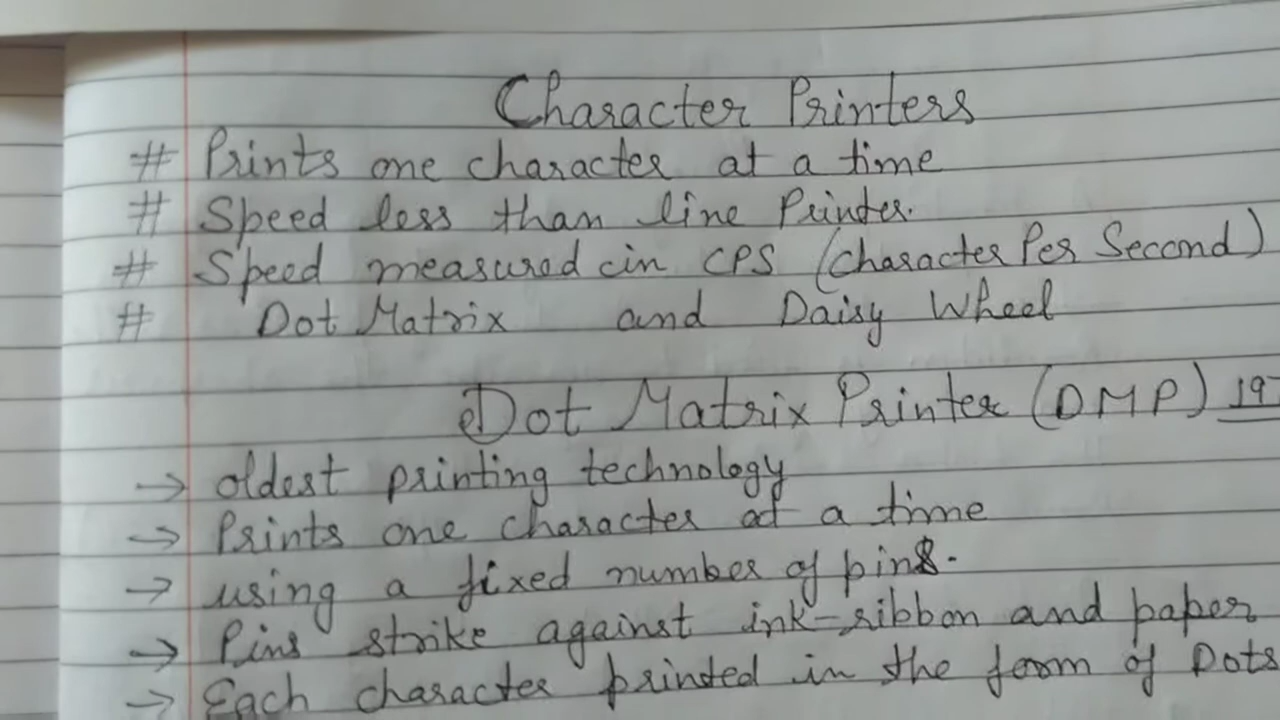 Character Printers
# Prints one character at a time
# Speed less than line Printer.
# Speed measured in CPS (Character Per Second)
# Dot Matrix and Daisy Wheel
Dot Matrix Printer (DMP)
→ oldest printing technology
→ Prints one character at a time
→ using a fixed number of pins.
→ Pins strike against ink-ribbon and paper
→ Each character printed in the form of Dots